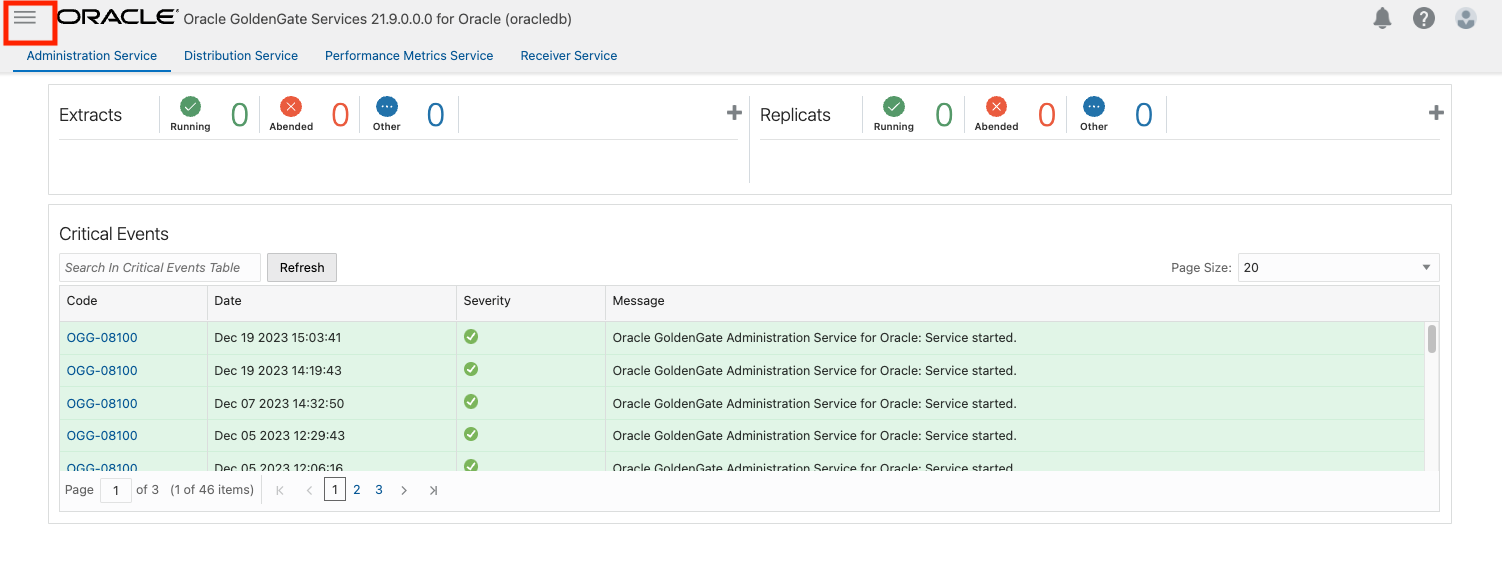 ORACLE Oracle GoldenGate Services 21.9.0.0.0 for Oracle (oracledb)
Administration Service Distribution Service Performance Metrics Service Receiver Service
Extracts Running 0 Abended 0 Other 0
Replicats Running 0 Abended 0 Other 0
Critical Events
Search In Critical Events Table Refresh Page Size: 20
Code Date Severity Message
OGG-08100 Dec 19 2023 15:03:41 Oracle GoldenGate Administration Service for Oracle: Service started.
OGG-08100 Dec 19 2023 14:19:43 Oracle GoldenGate Administration Service for Oracle: Service started.
OGG-08100 Dec 07 2023 14:32:50 Oracle GoldenGate Administration Service for Oracle: Service started.
OGG-08100 Dec 05 2023 12:29:43 Oracle GoldenGate Administration Service for Oracle: Service started.
OGG-08100 Dec 05 2023 12:06:16 Oracle GoldenGate Administration Service for Oracle: Service started.
Page 1 of 3 (1 of 46 items) 1 2 3